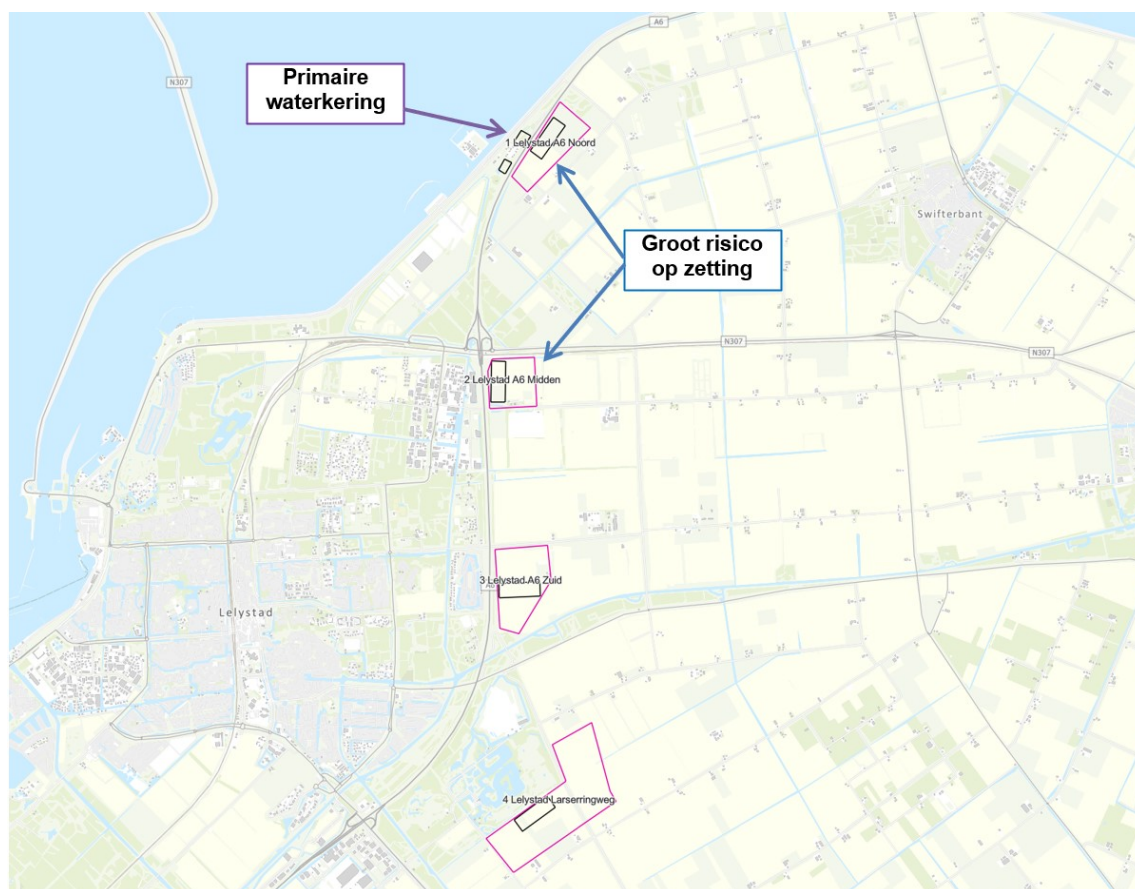 A6
N307
Primaire
waterkering
1 Lelystad A6 Noord
Swifterbant
Groot risico
op zetting
N307
N307
2 Lelystad A6 Midden
3 Lelystad A6 Zuid
Lelystad
4 Lelystad Larserringweg